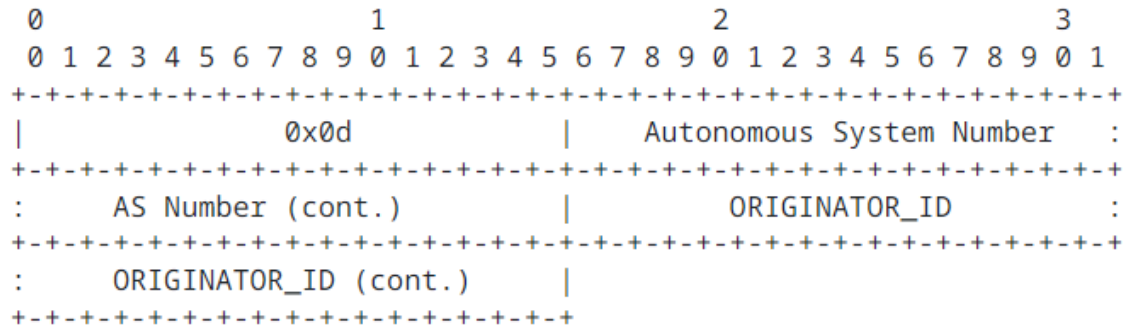 0                   1                   2                   3
 0 1 2 3 4 5 6 7 8 9 0 1 2 3 4 5 6 7 8 9 0 1 2 3 4 5 6 7 8 9 0 1
+-+-+-+-+-+-+-+-+-+-+-+-+-+-+-+-+-+-+-+-+-+-+-+-+-+-+-+-+-+-+-+-+
|               0x0d            |    Autonomous System Number   :
+-+-+-+-+-+-+-+-+-+-+-+-+-+-+-+-+-+-+-+-+-+-+-+-+-+-+-+-+-+-+-+-+
:     AS Number (cont.)         |         ORIGINATOR_ID         :
+-+-+-+-+-+-+-+-+-+-+-+-+-+-+-+-+-+-+-+-+-+-+-+-+-+-+-+-+-+-+-+-+
:     ORIGINATOR_ID (cont.)     |
+-+-+-+-+-+-+-+-+-+-+-+-+-+-+-+-+